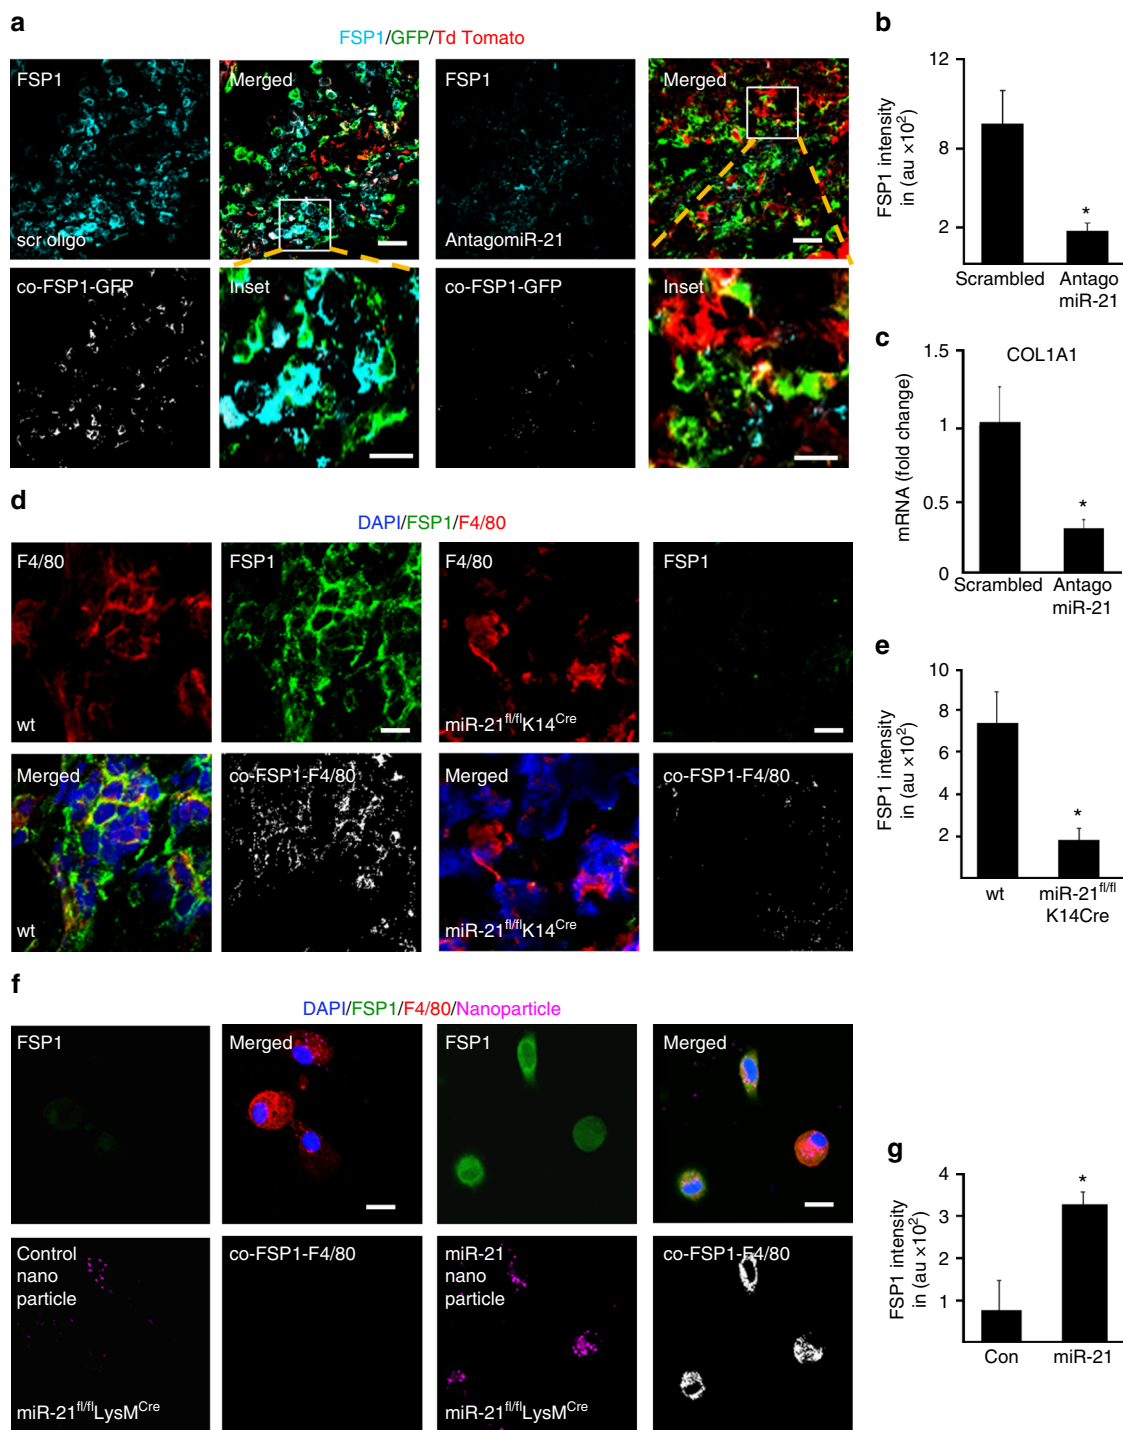 a
FSP1/GFP/Td Tomato
FSP1
Merged
FSP1
Merged
scr oligo
AntagomiR-21
co-FSP1-GFP
Inset
co-FSP1-GFP
Inset
b
FSP1 intensity
in (au ×10²)
12
8
2
*
Scrambled
Antago
miR-21
c
COL1A1
mRNA (fold change)
1.5
1
0.5
0
*
Scrambled
Antago
miR-21
d
DAPI/FSP1/F4/80
F4/80
FSP1
F4/80
FSP1
wt
miR-21fl/flK14Cre
Merged
co-FSP1-F4/80
Merged
co-FSP1-F4/80
wt
miR-21fl/flK14Cre
e
FSP1 intensity
in (au ×10²)
10
8
6
4
2
*
wt
miR-21fl/fl
K14Cre
f
DAPI/FSP1/F4/80/Nanoparticle
FSP1
Merged
FSP1
Merged
Control
nano
particle
co-FSP1-F4/80
miR-21
nano
particle
co-FSP1-F4/80
miR-21fl/flLysMCre
miR-21fl/flLysMCre
g
FSP1 intensity
in (au ×10²)
4
3
2
1
*
Con
miR-21